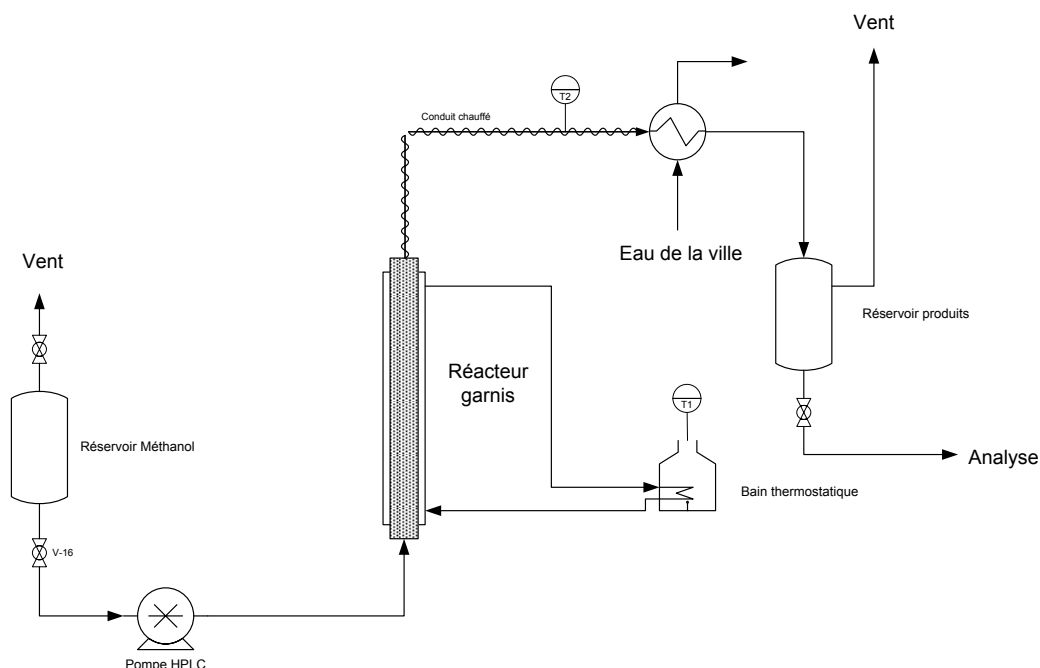 Vent
T2
Conduit chauffé
Eau de la ville
Vent
Réservoir produits
Réacteur
garnis
T1
Réservoir Méthanol
Analyse
Bain thermostatique
V-16
Pompe HPLC